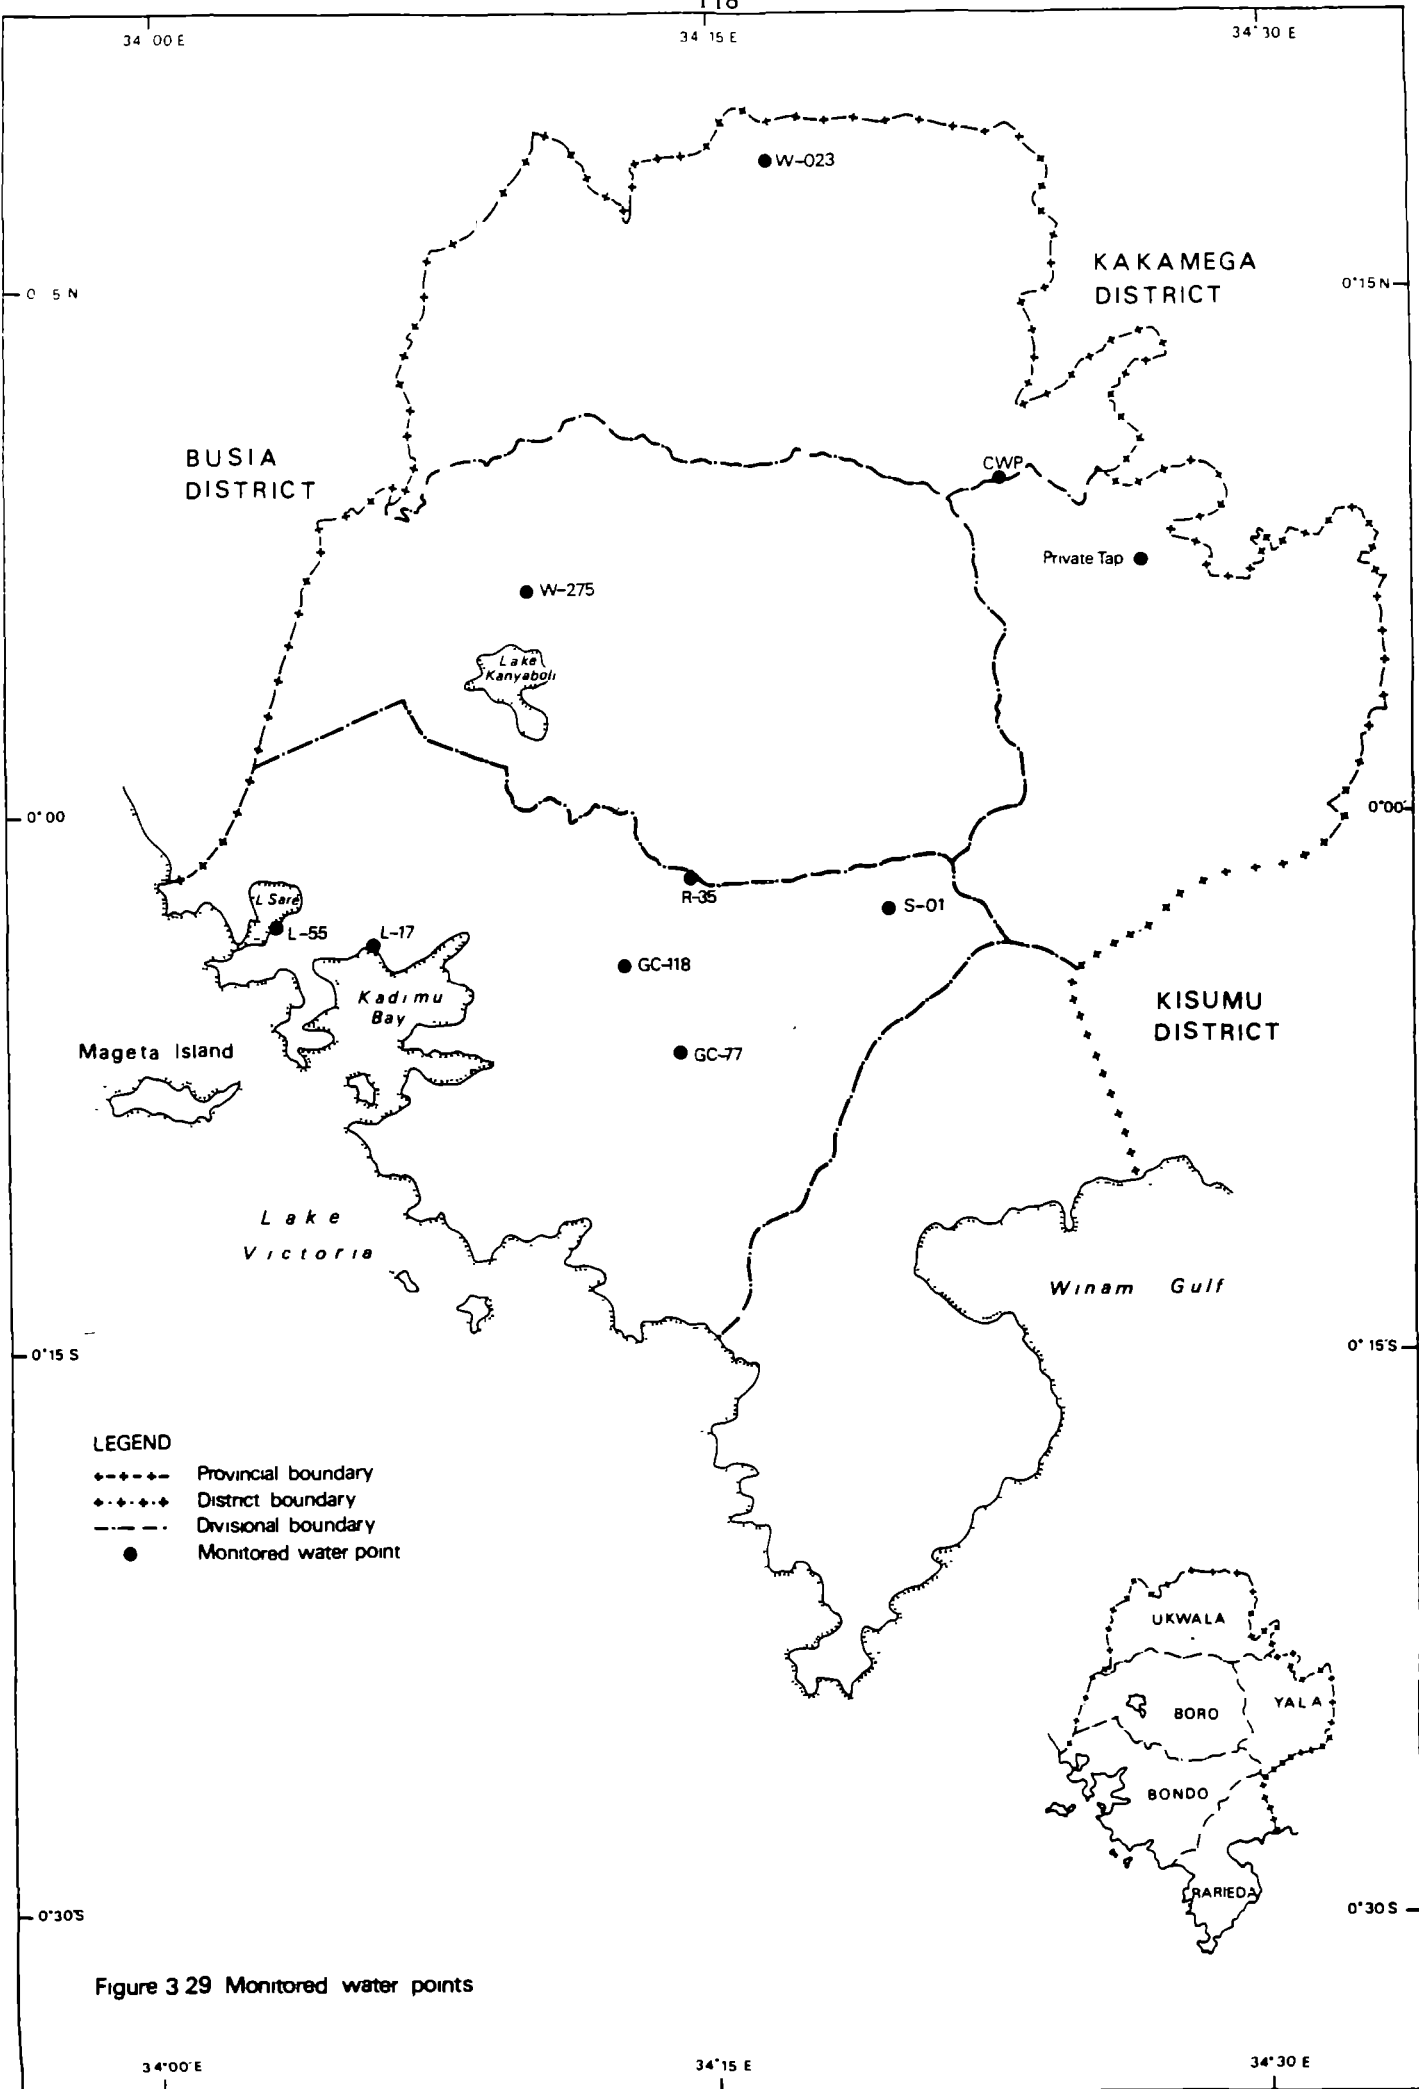 118
34°00 E
34°15 E
34°30 E
W-023
KAKAMEGA
DISTRICT
0 5 N
0°15 N
BUSIA
DISTRICT
CWP
Private Tap
W-275
Lake
Kanyaboli
0°00
0°00'
R-35
S-01
L Sare
L-55
L-17
GC-118
Kadimu
Bay
KISUMU
DISTRICT
Mageta Island
GC-77
Lake
Victoria
Winam Gulf
0°15 S
0°15'S
LEGEND
Provincial boundary
District boundary
Divisional boundary
Monitored water point
UKWALA
BORO
YALA
BONDO
RARIEDA
0°30'S
0°30 S
Figure 3 29 Monitored water points
34°00'E
34°15 E
34°30 E